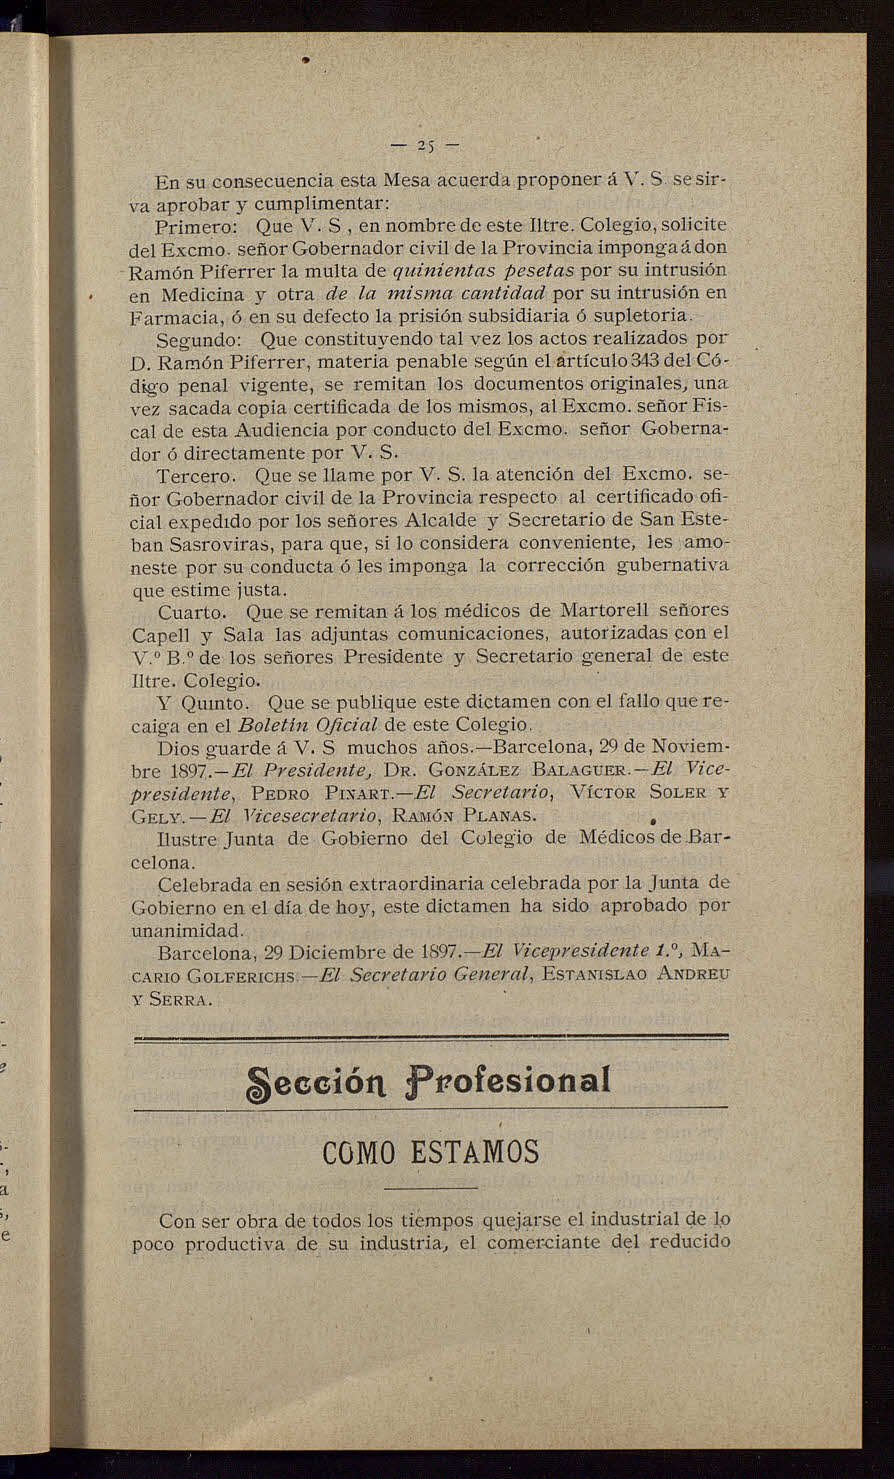 — 25 —
En su consecuencia esta Mesa acuerda proponer á V. S. se sir-
va aprobar y cumplimentar:
Primero: Que V. S , en nombre de este Iltre. Colegio, solicite
del Excmo. señor Gobernador civil de la Provincia imponga á don
Ramón Piferrer la multa de quinientas pesetas por su intrusión
en Medicina y otra de la misma cantidad por su intrusión en
Farmacia, ó en su defecto la prisión subsidiaria ó supletoria.
Segundo: Que constituyendo tal vez los actos realizados por
D. Ramón Piferrer, materia penable según el artículo 343 del Có-
digo penal vigente, se remitan los documentos originales, una
vez sacada copia certificada de los mismos, al Excmo. señor Fis-
cal de esta Audiencia por conducto del Excmo. señor Goberna-
dor ó directamente por V. S.
Tercero. Que se llame por V. S. la atención del Excmo. se-
ñor Gobernador civil de la Provincia respecto al certificado ofi-
cial expedido por los señores Alcalde y Secretario de San Este-
ban Sasroviras, para que, si lo considera conveniente, les amo-
neste por su conducta ó les imponga la corrección gubernativa
que estime justa.
Cuarto. Que se remitan á los médicos de Martorell señores
Capell y Sala las adjuntas comunicaciones, autorizadas con el
V.º B.º de los señores Presidente y Secretario general de este
Iltre. Colegio.
Y Quinto. Que se publique este dictamen con el fallo que re-
caiga en el Boletín Oficial de este Colegio.
Dios guarde á V. S muchos años.—Barcelona, 29 de Noviem-
bre 1897.—El Presidente, DR. GONZÁLEZ BALAGUER.—El Vice-
presidente, PEDRO PINART.—El Secretario, VÍCTOR SOLER Y
GELY.—El Vicesecretario, RAMÓN PLANAS.
Ilustre Junta de Gobierno del Colegio de Médicos de Bar-
celona.
Celebrada en sesión extraordinaria celebrada por la Junta de
Gobierno en el día de hoy, este dictamen ha sido aprobado por
unanimidad.
Barcelona, 29 Diciembre de 1897.—El Vicepresidente 1.º, MA-
CARIO GOLFERICHS.—El Secretario General, ESTANISLAO ANDREU
Y SERRA.
Sección Profesional
COMO ESTAMOS
Con ser obra de todos los tiempos quejarse el industrial de lo
poco productiva de su industria, el comerciante del reducido